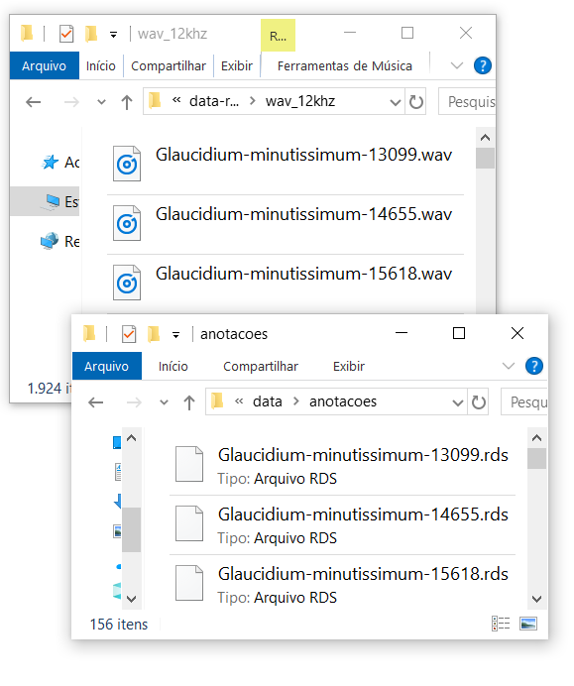 wav_12khz
R...
Arquivo Início Compartilhar Exibir Ferramentas de Música
« data-r... > wav_12khz
Pesquis
Ac
Glaucidium-minutissimum-13099.wav
Es
Glaucidium-minutissimum-14655.wav
Re
Glaucidium-minutissimum-15618.wav
1.924 it
anotacoes
Arquivo Início Compartilhar Exibir
« data > anotacoes
Pesqu
Glaucidium-minutissimum-13099.rds
Tipo: Arquivo RDS
Glaucidium-minutissimum-14655.rds
Tipo: Arquivo RDS
Glaucidium-minutissimum-15618.rds
Tipo: Arquivo RDS
156 itens